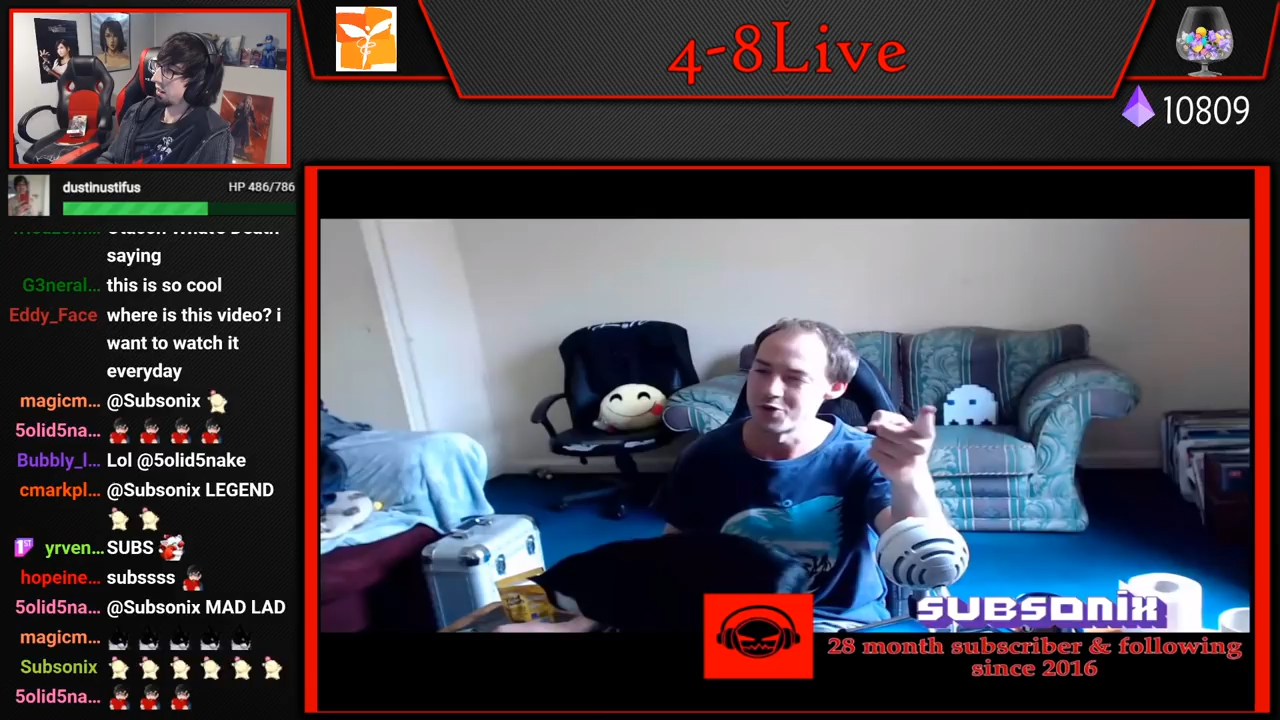 4-8Live
10809
dustinustifus
HP 486/786
saying
G3neral... this is so cool
Eddy_Face where is this video? i
want to watch it
everyday
magicm... @Subsonix
5olid5na...
Bubbly_l... Lol @5olid5nake
cmarkpl... @Subsonix LEGEND
1ST yrven... SUBS
hopeine... subssss
5olid5na... @Subsonix MAD LAD
magicm...
Subsonix
5olid5na...
SUBSONIX
28 month subscriber & following
since 2016